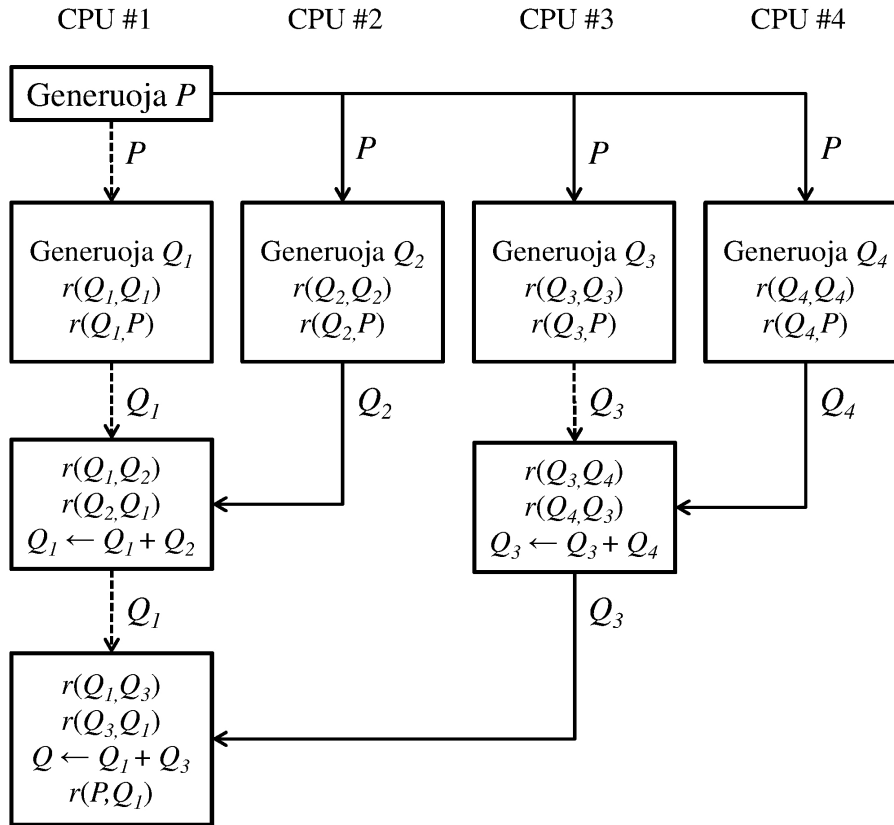 CPU #1 CPU #2 CPU #3 CPU #4
Generuoja P
P P P P
Generuoja Q₁
r(Q₁,Q₁)
r(Q₁,P)
Generuoja Q₂
r(Q₂,Q₂)
r(Q₂,P)
Generuoja Q₃
r(Q₃,Q₃)
r(Q₃,P)
Generuoja Q₄
r(Q₄,Q₄)
r(Q₄,P)
Q₁ Q₂ Q₃ Q₄
r(Q₁,Q₂)
r(Q₂,Q₁)
Q₁ ← Q₁ + Q₂
r(Q₃,Q₄)
r(Q₄,Q₃)
Q₃ ← Q₃ + Q₄
Q₁ Q₃
r(Q₁,Q₃)
r(Q₃,Q₁)
Q ← Q₁ + Q₃
r(P,Q₁)